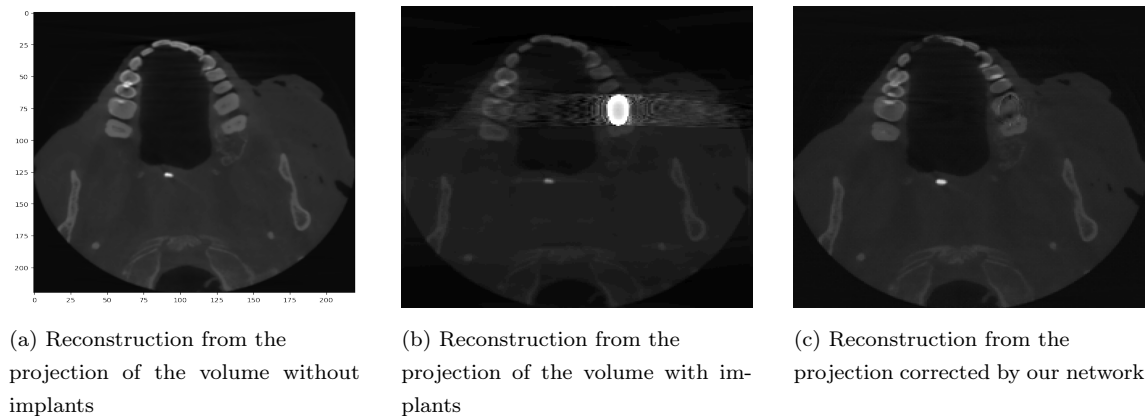 0
25
50
75
100
125
150
175
200
0 25 50 75 100 125 150 175 200
(a) Reconstruction from the
projection of the volume without
implants
(b) Reconstruction from the
projection of the volume with im-
plants
(c) Reconstruction from the
projection corrected by our network